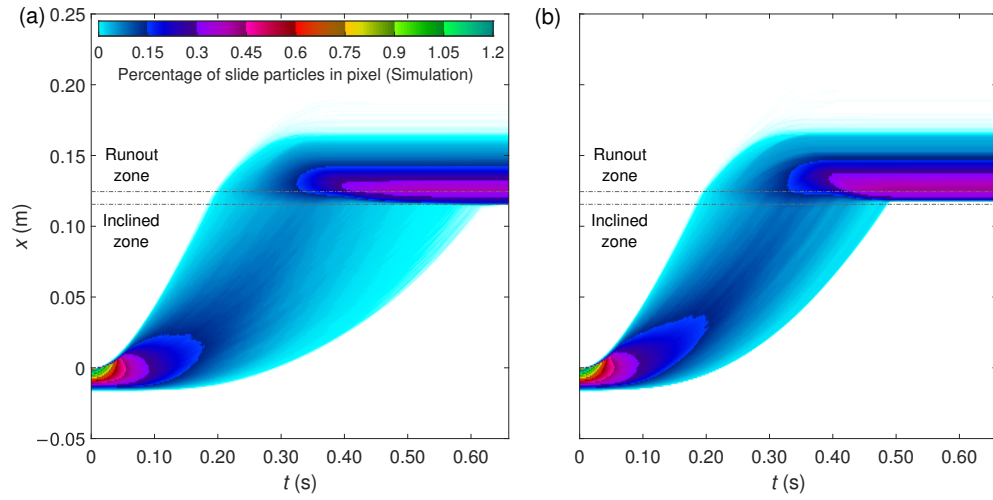 (a)
(b)
0.25
0.20
0.15
0.10
0.05
0
−0.05
x (m)
0 0.15 0.3 0.45 0.6 0.75 0.9 1.05 1.2
Percentage of slide particles in pixel (Simulation)
Runout
zone
Inclined
zone
Runout
zone
Inclined
zone
0 0.10 0.20 0.30 0.40 0.50 0.60
t (s)
0 0.10 0.20 0.30 0.40 0.50 0.60
t (s)